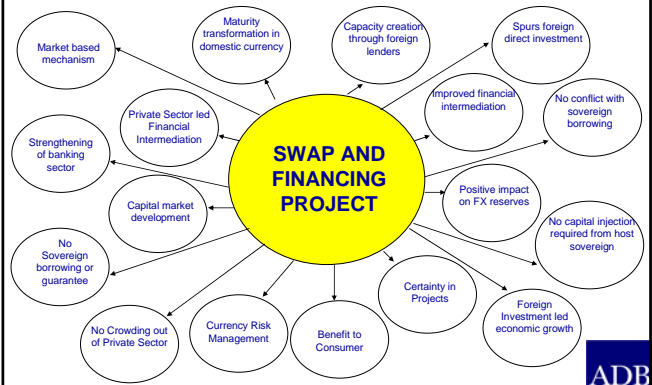 Market based
mechanism
Maturity
transformation in
domestic currency
Capacity creation
through foreign
lenders
Spurs foreign
direct investment
Private Sector led
Financial
Intermediation
Improved financial
intermediation
No conflict with
sovereign
borrowing
Strengthening
of banking
sector
SWAP AND
FINANCING
PROJECT
Capital market
development
Positive impact
on FX reserves
No capital injection
required from host
sovereign
No
Sovereign
borrowing or
guarantee
No Crowding out
of Private Sector
Currency Risk
Management
Benefit to
Consumer
Certainty in
Projects
Foreign
Investment led
economic growth
ADB